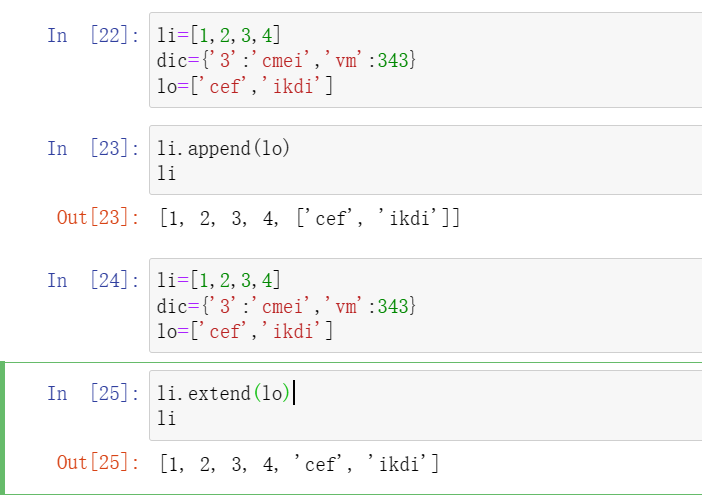 In [22]: li=[1,2,3,4]
dic={'3':'cmei','vm':343}
lo=['cef','ikdi']
In [23]: li.append(lo)
li
Out[23]: [1, 2, 3, 4, ['cef', 'ikdi']]
In [24]: li=[1,2,3,4]
dic={'3':'cmei','vm':343}
lo=['cef','ikdi']
In [25]: li.extend(lo)
li
Out[25]: [1, 2, 3, 4, 'cef', 'ikdi']